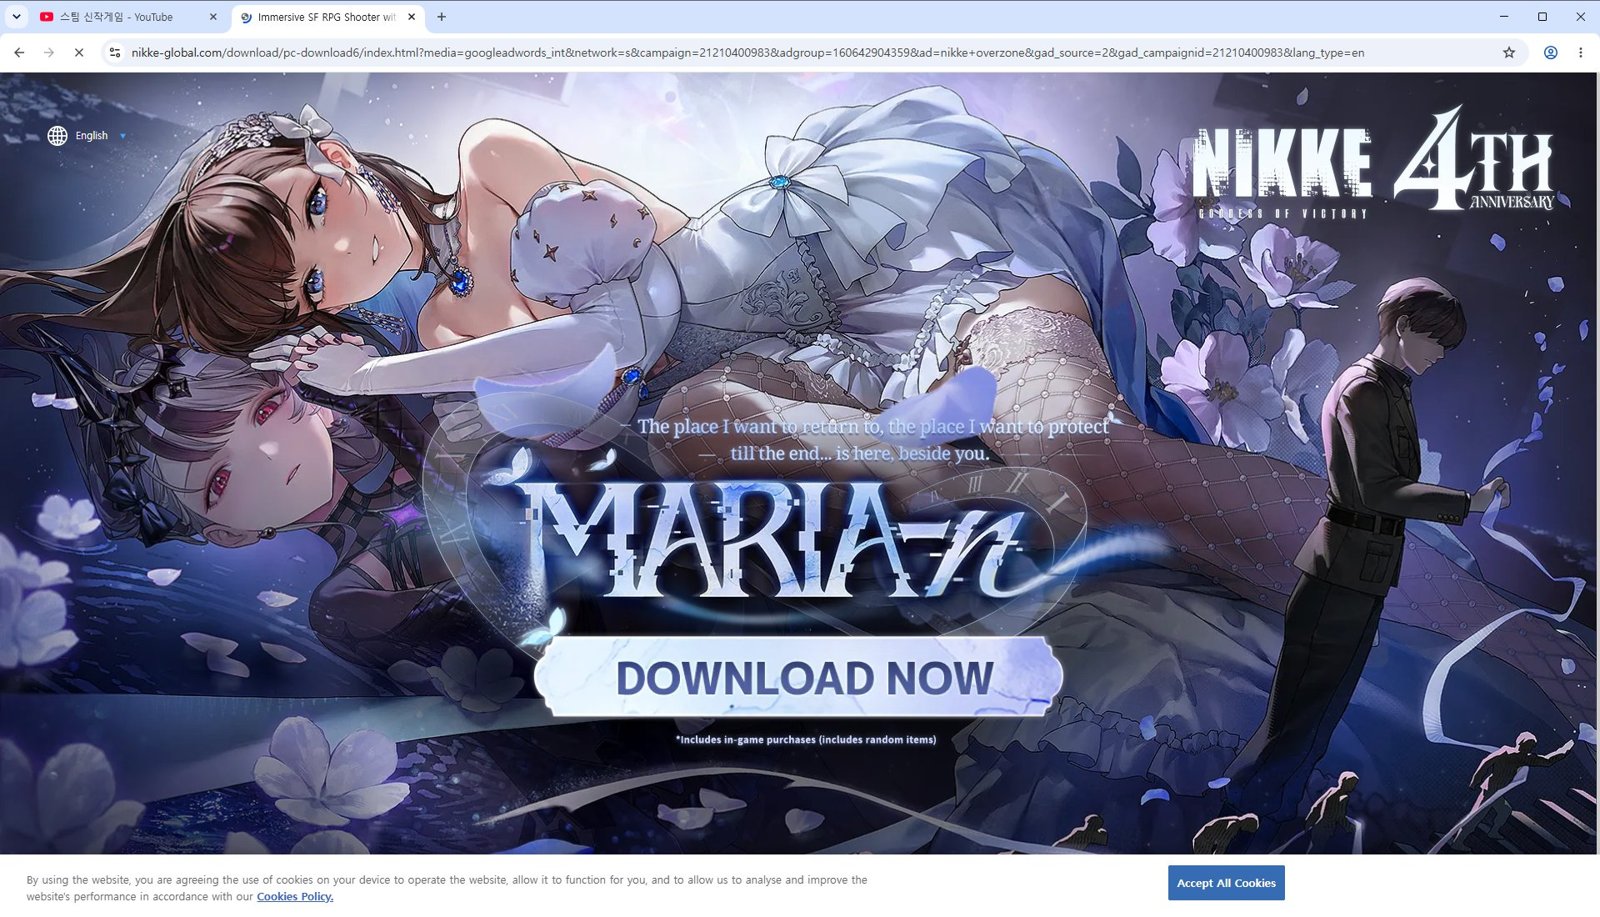 스팀 신작게임 - YouTube
Immersive SF RPG Shooter wit
nikke-global.com/download/pc-download6/index.html?media=googleadwords_int&network=s&campaign=21210400983&adgroup=160642904359&ad=nikke+overzone&gad_source=2&gad_campaignid=21210400983&lang_type=en
English
NIKKE
GODDESS OF VICTORY
4TH
ANNIVERSARY
The place I want to return to, the place I want to protect
till the end... is here, beside you.
MARIA-n
DOWNLOAD NOW
*Includes in-game purchases (includes random items)
By using the website, you are agreeing the use of cookies on your device to operate the website, allow it to function for you, and to allow us to analyse and improve the
website's performance in accordance with our Cookies Policy.
Accept All Cookies